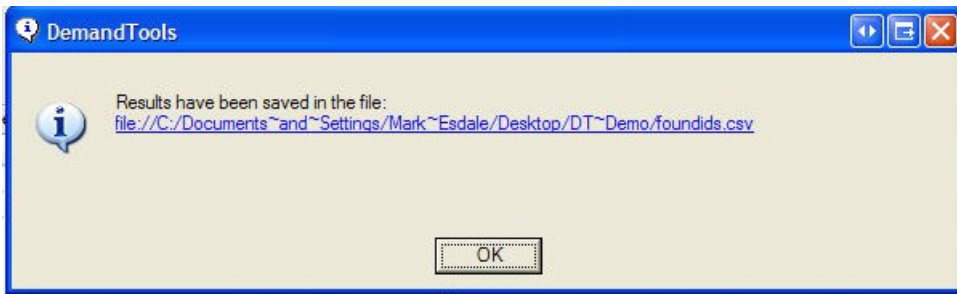 DemandTools
Results have been saved in the file:
file://C:/Documents~and~Settings/Mark~Esdale/Desktop/DT~Demo/foundids.csv
OK